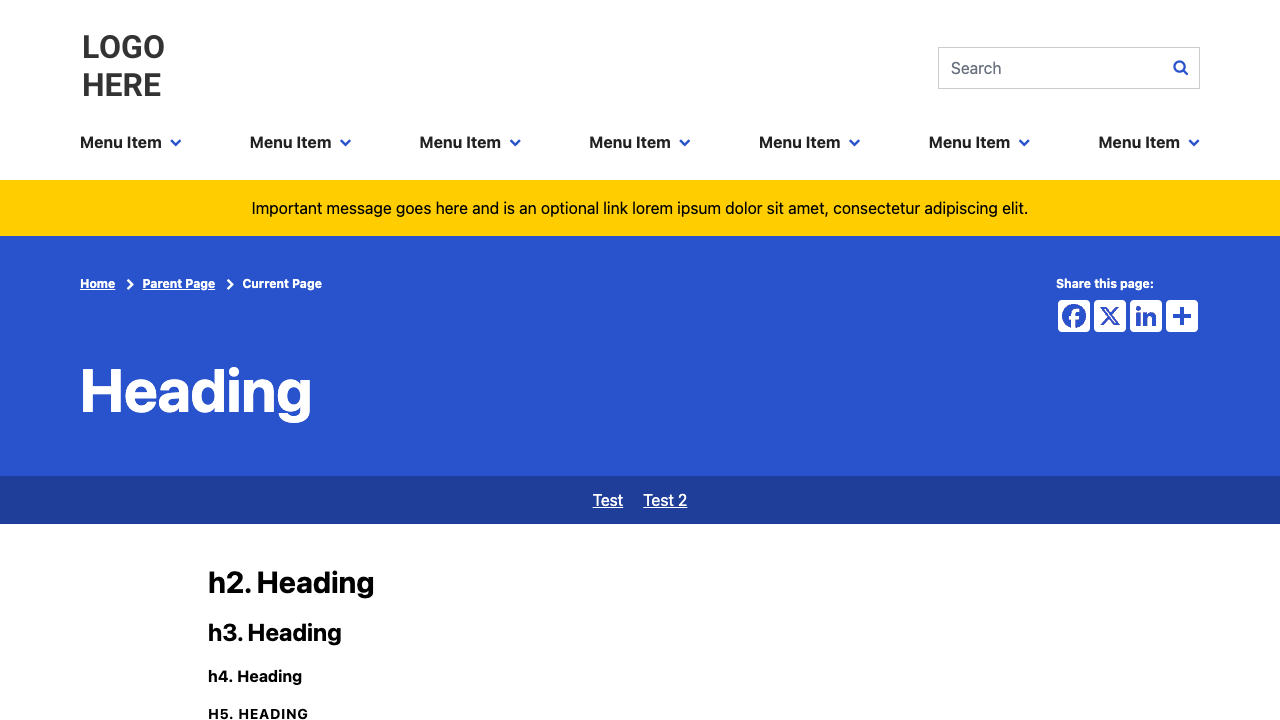 LOGO
HERE
Search
Menu Item Menu Item Menu Item Menu Item Menu Item Menu Item Menu Item
Important message goes here and is an optional link lorem ipsum dolor sit amet, consectetur adipiscing elit.
Home Parent Page Current Page
Share this page:
Heading
Test Test 2
h2. Heading
h3. Heading
h4. Heading
H5. HEADING